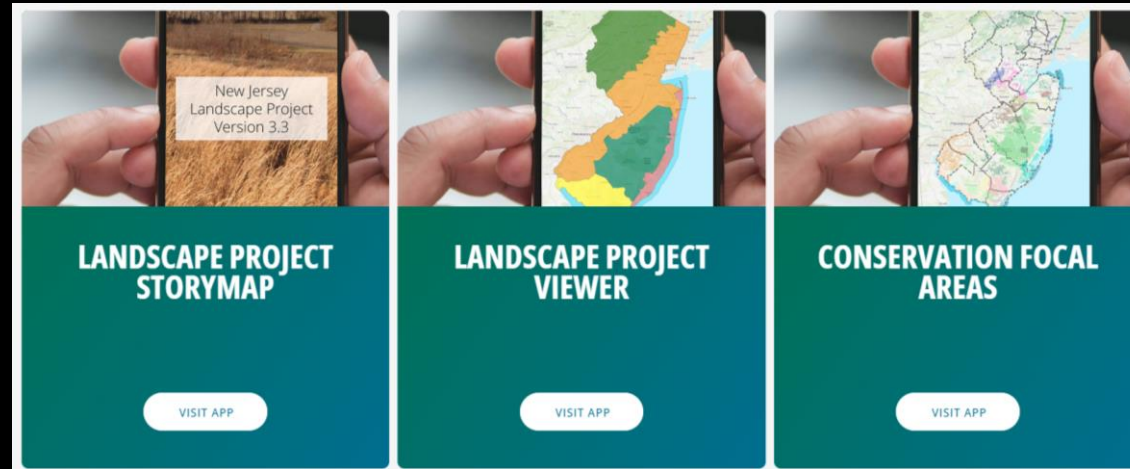 New Jersey
Landscape Project
Version 3.3
LANDSCAPE PROJECT
STORYMAP
VISIT APP
LANDSCAPE PROJECT
VIEWER
VISIT APP
CONSERVATION FOCAL
AREAS
VISIT APP